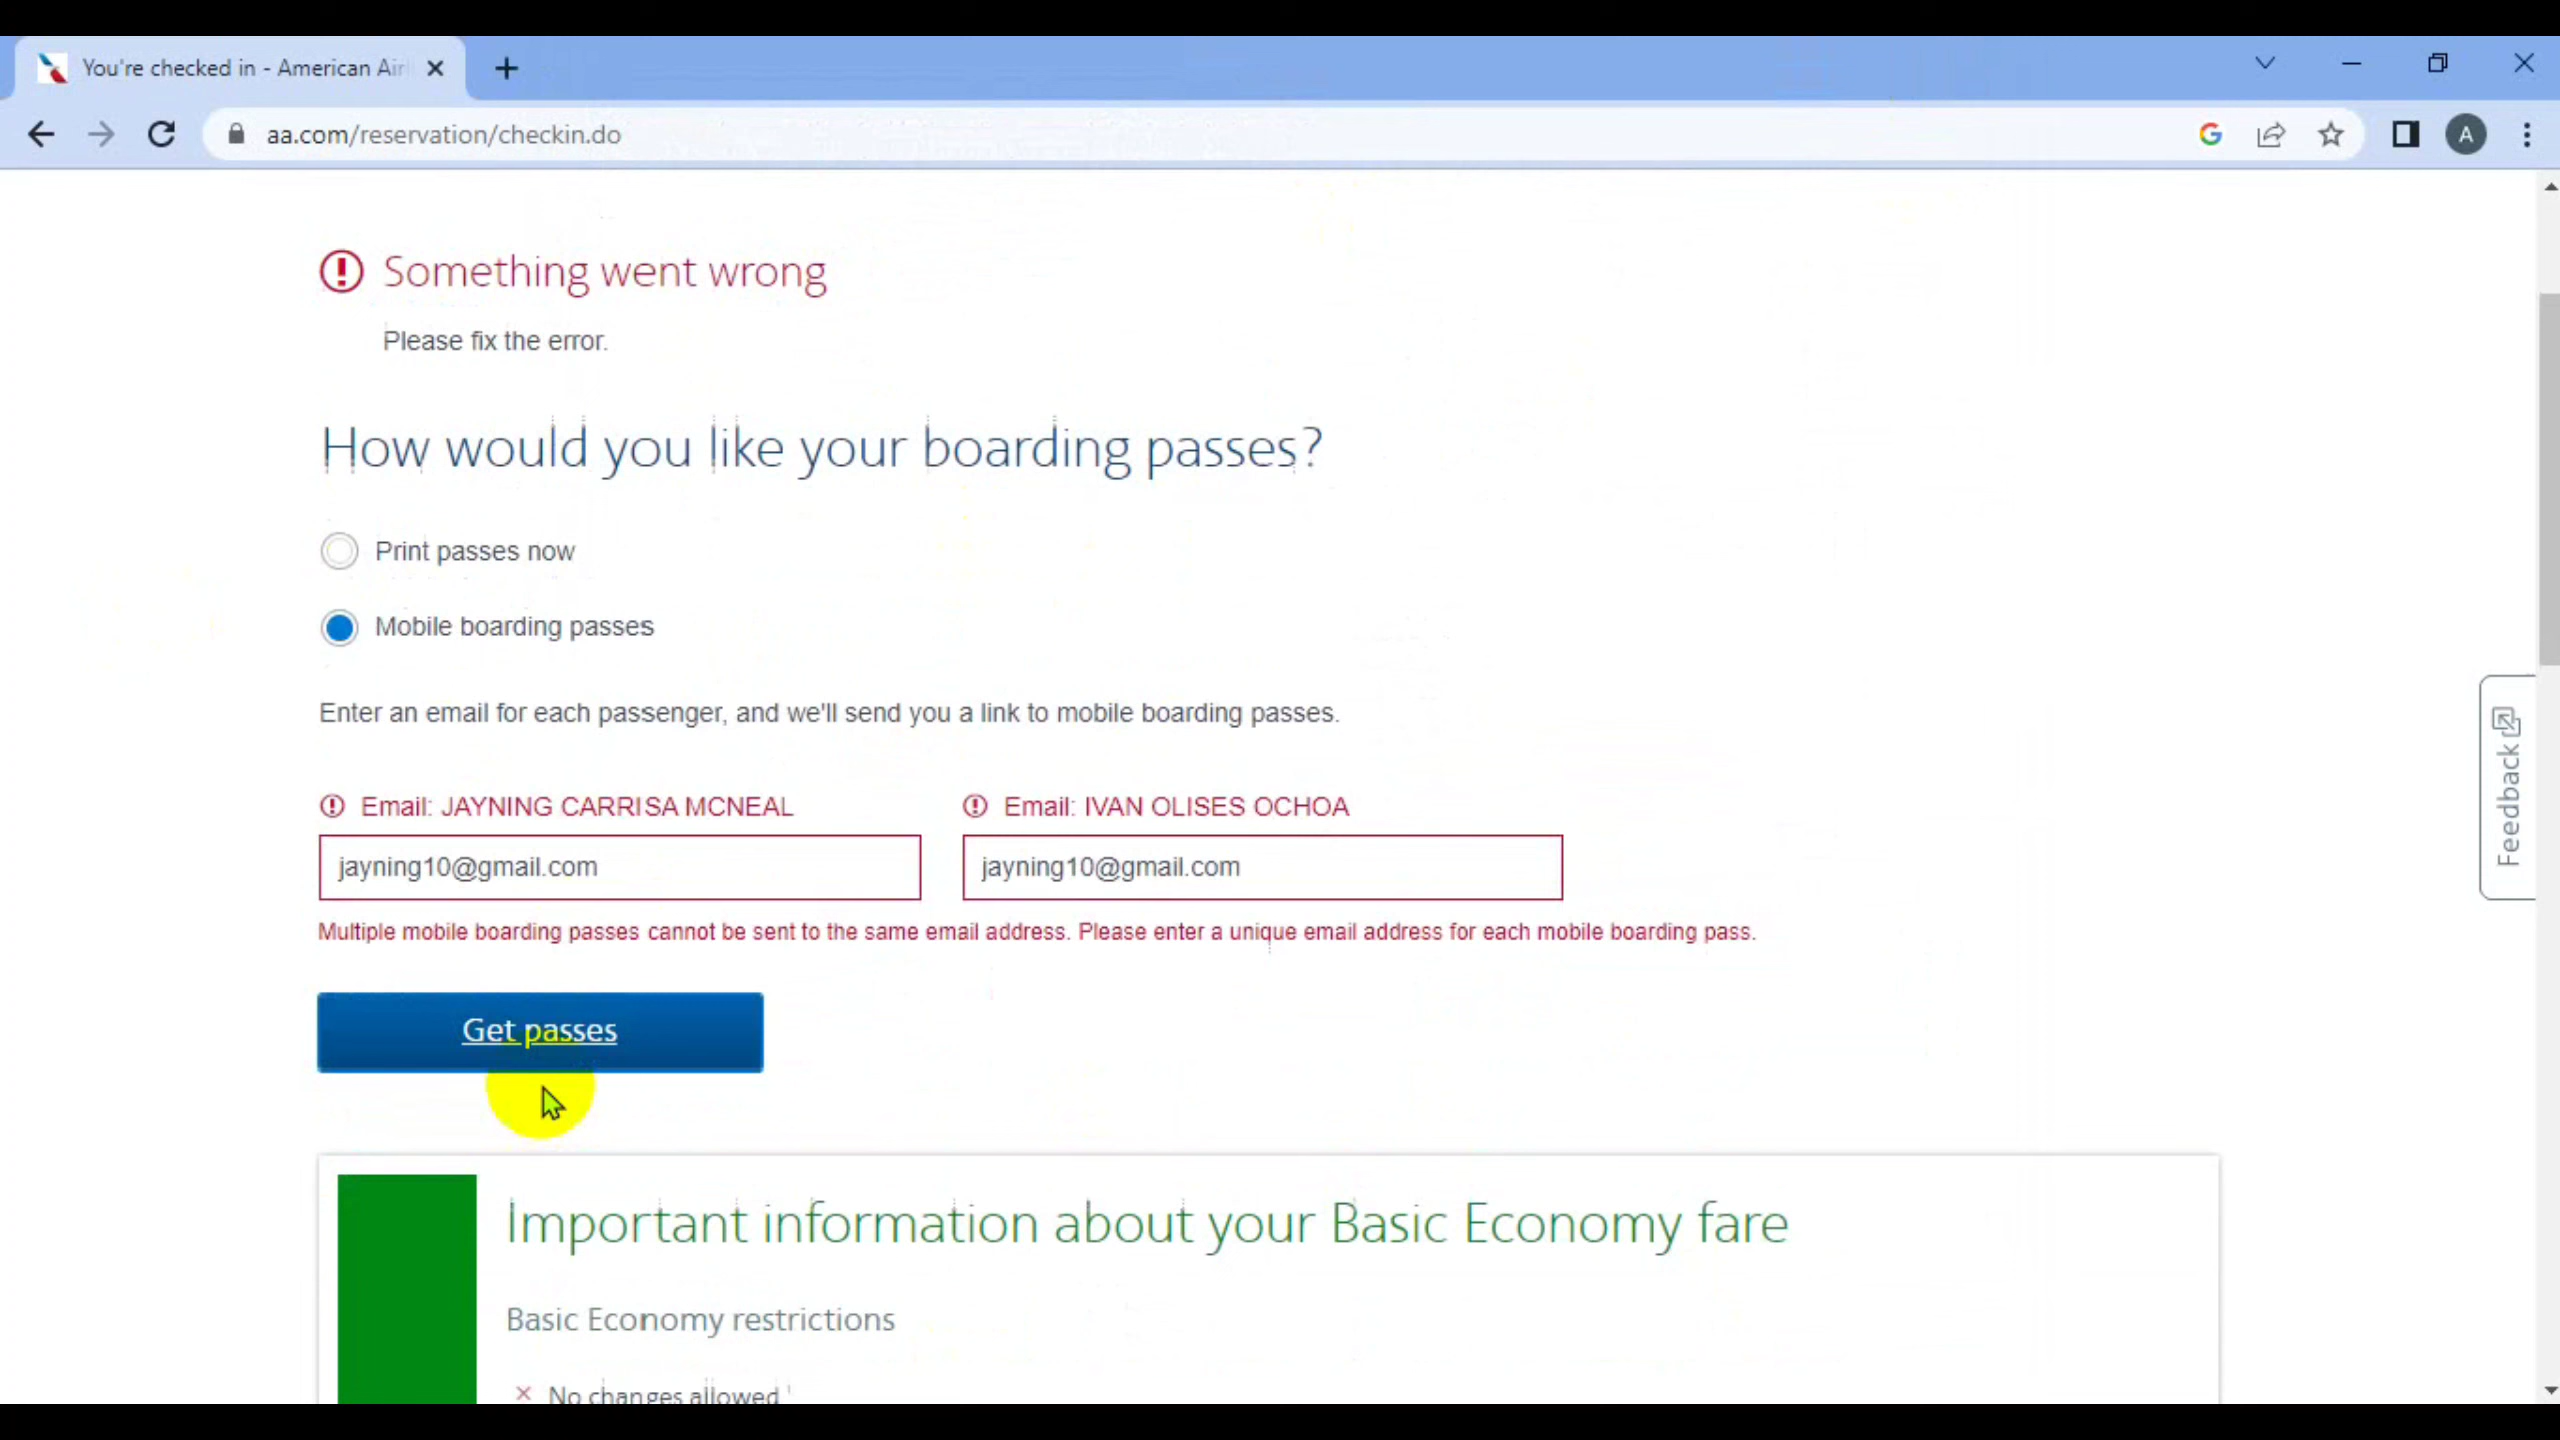 You're checked in - American Air
aa.com/reservation/checkin.do
A
Something went wrong
Please fix the error.
How would you like your boarding passes?
Print passes now
Mobile boarding passes
Enter an email for each passenger, and we'll send you a link to mobile boarding passes.
Email: JAYNING CARRISA MCNEAL
Email: IVAN OLISES OCHOA
jayning10@gmail.com
jayning10@gmail.com
Multiple mobile boarding passes cannot be sent to the same email address. Please enter a unique email address for each mobile boarding pass.
Get passes
Feedback
Important information about your Basic Economy fare
Basic Economy restrictions
No changes allowed 1